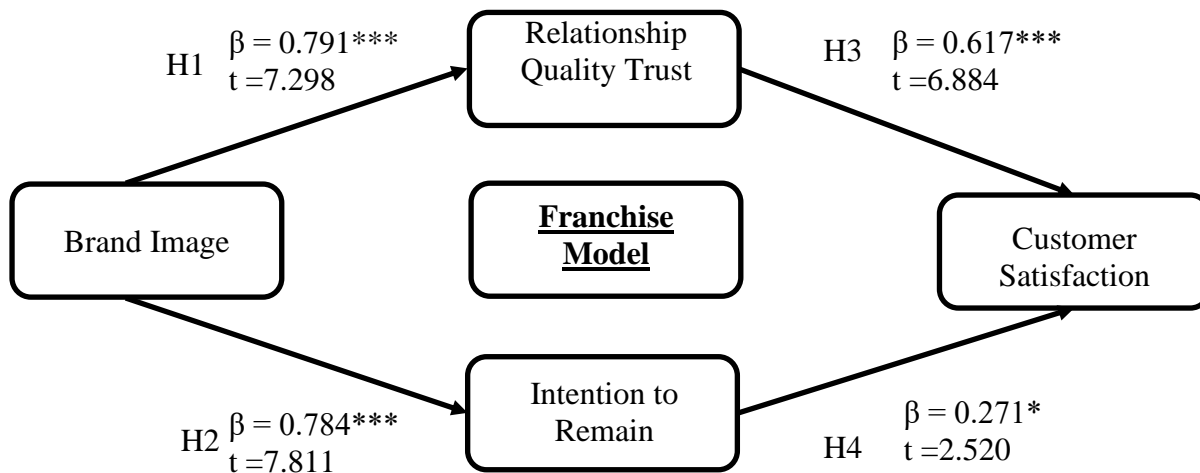 H1
β = 0.791***
t =7.298
Relationship
Quality Trust
H3
β = 0.617***
t =6.884
Brand Image
Franchise
Model
Customer
Satisfaction
H2
β = 0.784***
t =7.811
Intention to
Remain
H4
β = 0.271*
t =2.520